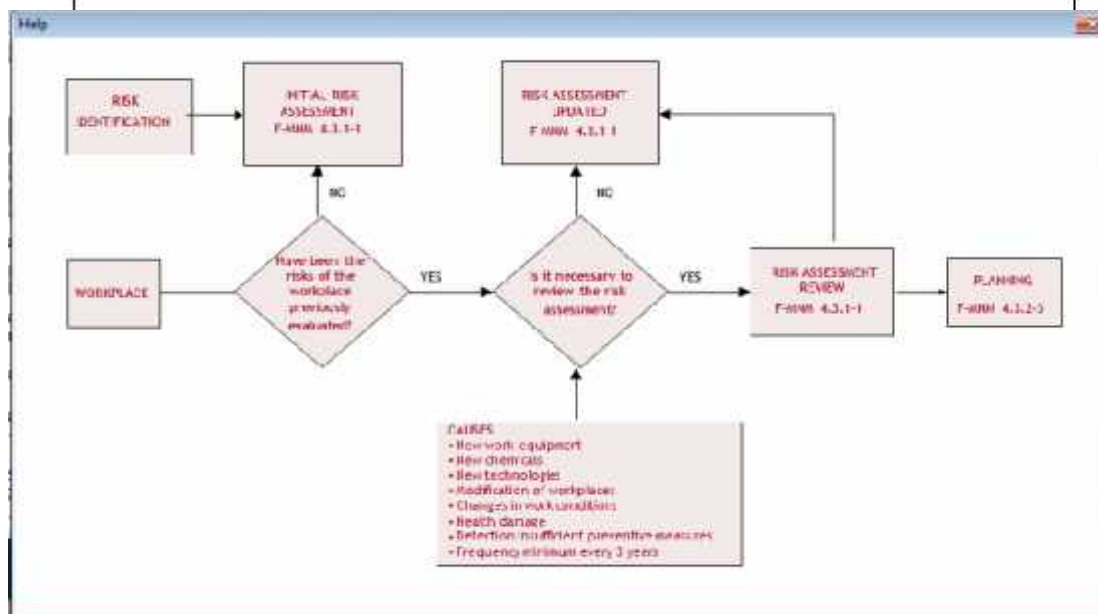 Help
RISK
IDENTIFICATION
INITIAL RISK
ASSESSMENT
F-MNM 4.3.1-1
RISK ASSESSMENT
UPDATED
F-MNM 4.3.1-1
NO
NO
WORKPLACE
Have been the
risks of the
workplace
previously
evaluated?
YES
Is it necessary to
review the risk
assessment?
YES
RISK ASSESSMENT
REVIEW
4.3.1-1
PLANNING
4.3.2-3
CAUSES
• New work equipment
• New chemicals
• New technologies
• Modification of workplaces
• Changes in work conditions
• Health damage
• Detection insufficient preventive measures
• Frequency minimum every 3 years